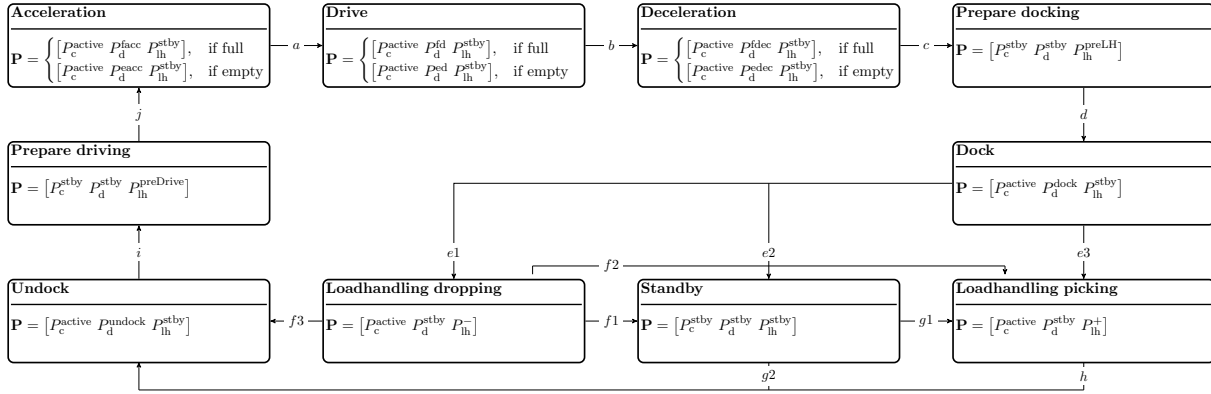 Acceleration
P = { [P_c^active P_d^facc P_lh^stby], if full
[P_c^active P_d^eacc P_lh^stby], if empty
a
Drive
P = { [P_c^active P_d^fd P_lh^stby], if full
[P_c^active P_d^ed P_lh^stby], if empty
b
Deceleration
P = { [P_c^active P_d^fdec P_lh^stby], if full
[P_c^active P_d^edec P_lh^stby], if empty
c
Prepare docking
P = [P_c^stby P_d^stby P_lh^preLH]
j
d
Prepare driving
P = [P_c^stby P_d^stby P_lh^preDrive]
Dock
P = [P_c^active P_d^dock P_lh^stby]
i
e1
e2
e3
f2
Undock
P = [P_c^active P_d^undock P_lh^stby]
f3
Loadhandling dropping
P = [P_c^active P_d^stby P_lh^-]
f1
Standby
P = [P_c^stby P_d^stby P_lh^stby]
g1
Loadhandling picking
P = [P_c^active P_d^stby P_lh^+]
g2
h